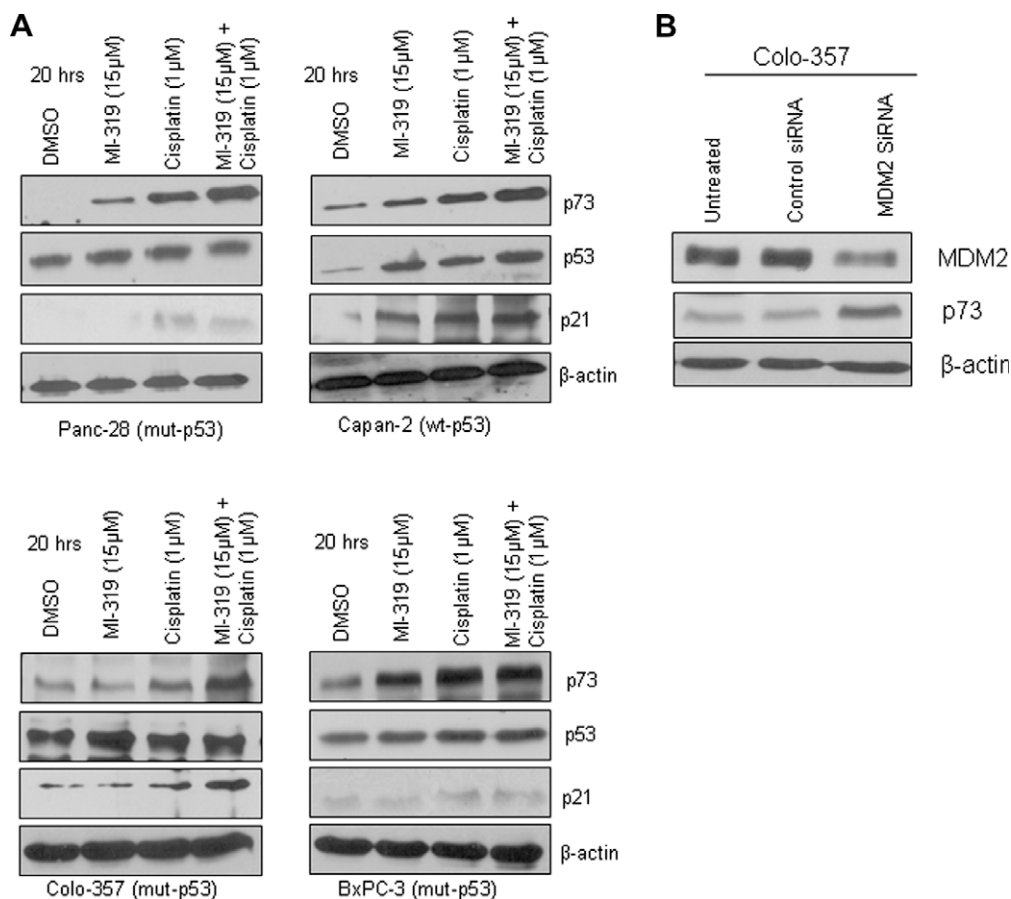 A
20 hrs
DMSO
MI-319 (15µM)
Cisplatin (1µM)
MI-319 (15µM) +
Cisplatin (1µM)
Panc-28 (mut-p53)
20 hrs
DMSO
MI-319 (15µM)
Cisplatin (1µM)
MI-319 (15µM) +
Cisplatin (1µM)
p73
p53
p21
β-actin
Capan-2 (wt-p53)
20 hrs
DMSO
MI-319 (15µM)
Cisplatin (1µM)
MI-319 (15µM) +
Cisplatin (1µM)
Colo-357 (mut-p53)
20 hrs
DMSO
MI-319 (15µM)
Cisplatin (1µM)
MI-319 (15µM) +
Cisplatin (1µM)
p73
p53
p21
β-actin
BxPC-3 (mut-p53)
B
Colo-357
Untreated
Control siRNA
MDM2 SiRNA
MDM2
p73
β-actin